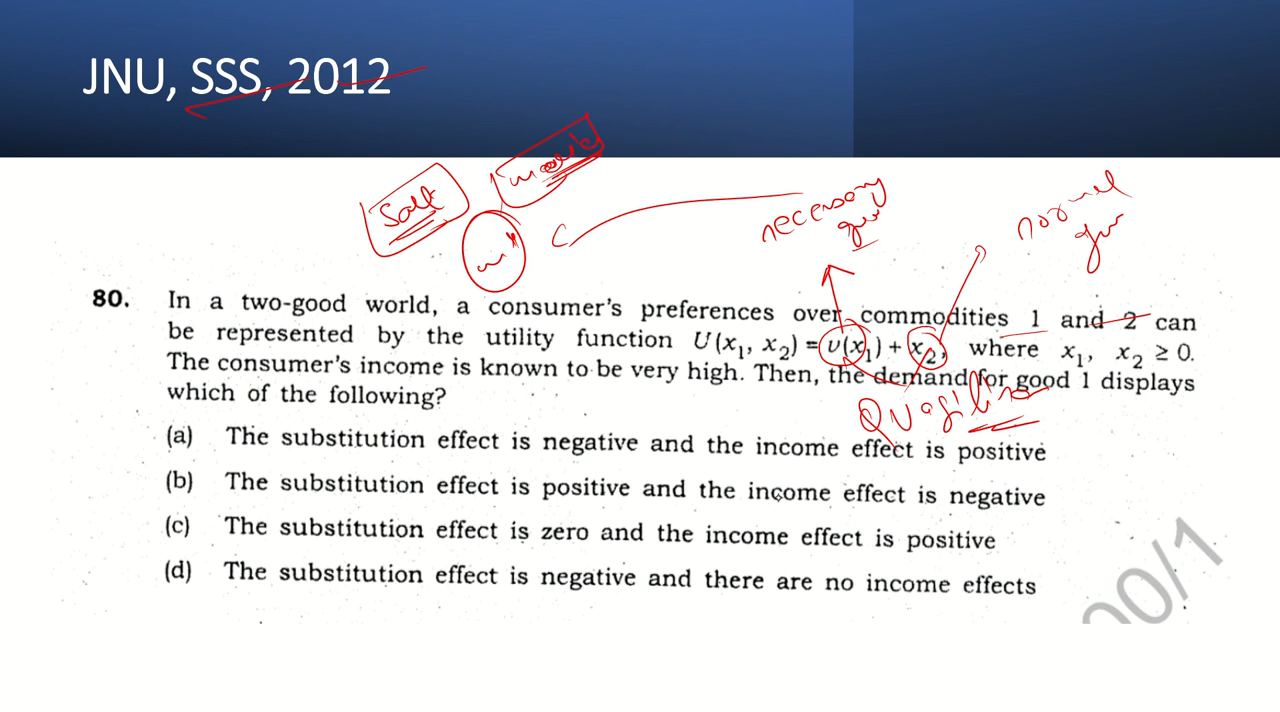 JNU, SSS, 2012
Salt
necessary
normal
80. In a two-good world, a consumer's preferences over commodities 1 and 2 can
be represented by the utility function U(x₁, x₂) = υ(x₁) + x₂, where x₁, x₂ ≥ 0.
The consumer's income is known to be very high. Then, the demand for good 1 displays
which of the following?
Quasilinear
(a) The substitution effect is negative and the income effect is positive
(b) The substitution effect is positive and the income effect is negative
(c) The substitution effect is zero and the income effect is positive
(d) The substitution effect is negative and there are no income effects
00/1